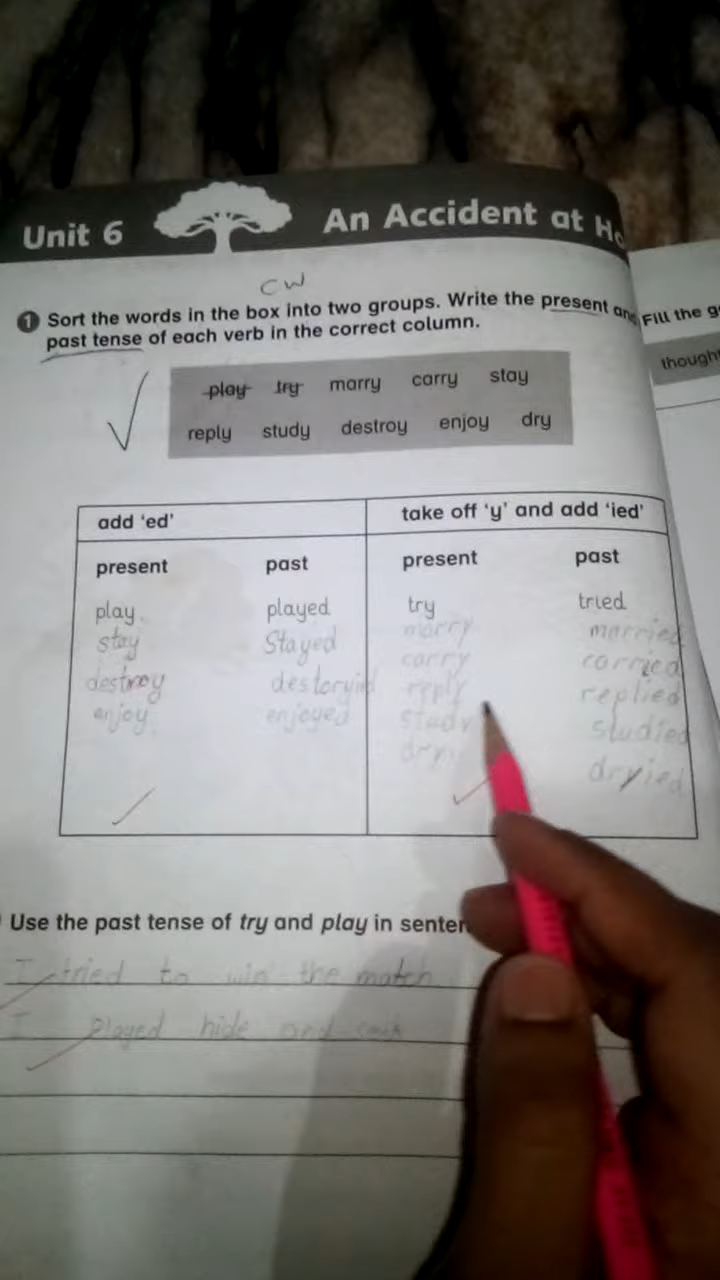 Unit 6 An Accident at Ho
cw
1 Sort the words in the box into two groups. Write the present an
past tense of each verb in the correct column.
Fill the g
though
play try marry carry stay
reply study destroy enjoy dry
add 'ed' take off 'y' and add 'ied'
present past present past
play played try tried
stay Stayed marry married
destroy destoryied carry carried
enjoy enjoyed reply replied
study studied
dry dryied
Use the past tense of try and play in senten
I tried to win the match
I played hide and